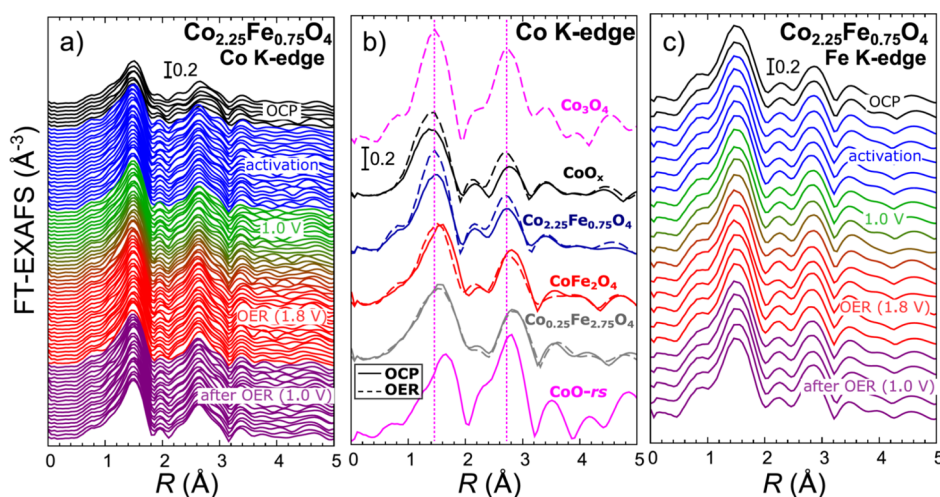 a)
Co2.25Fe0.75O4
Co K-edge
0.2
OCP
activation
1.0 V
OER (1.8 V)
after OER (1.0 V)
FT-EXAFS (Å-3)
0 1 2 3 4 5
R (Å)
b)
Co K-edge
Co3O4
0.2
CoOx
Co2.25Fe0.75O4
CoFe2O4
Co0.25Fe2.75O4
OCP
OER
CoO-rs
0 1 2 3 4 5
R (Å)
c)
Co2.25Fe0.75O4
Fe K-edge
0.2
OCP
activation
1.0 V
OER (1.8 V)
after OER (1.0 V)
0 1 2 3 4 5
R (Å)